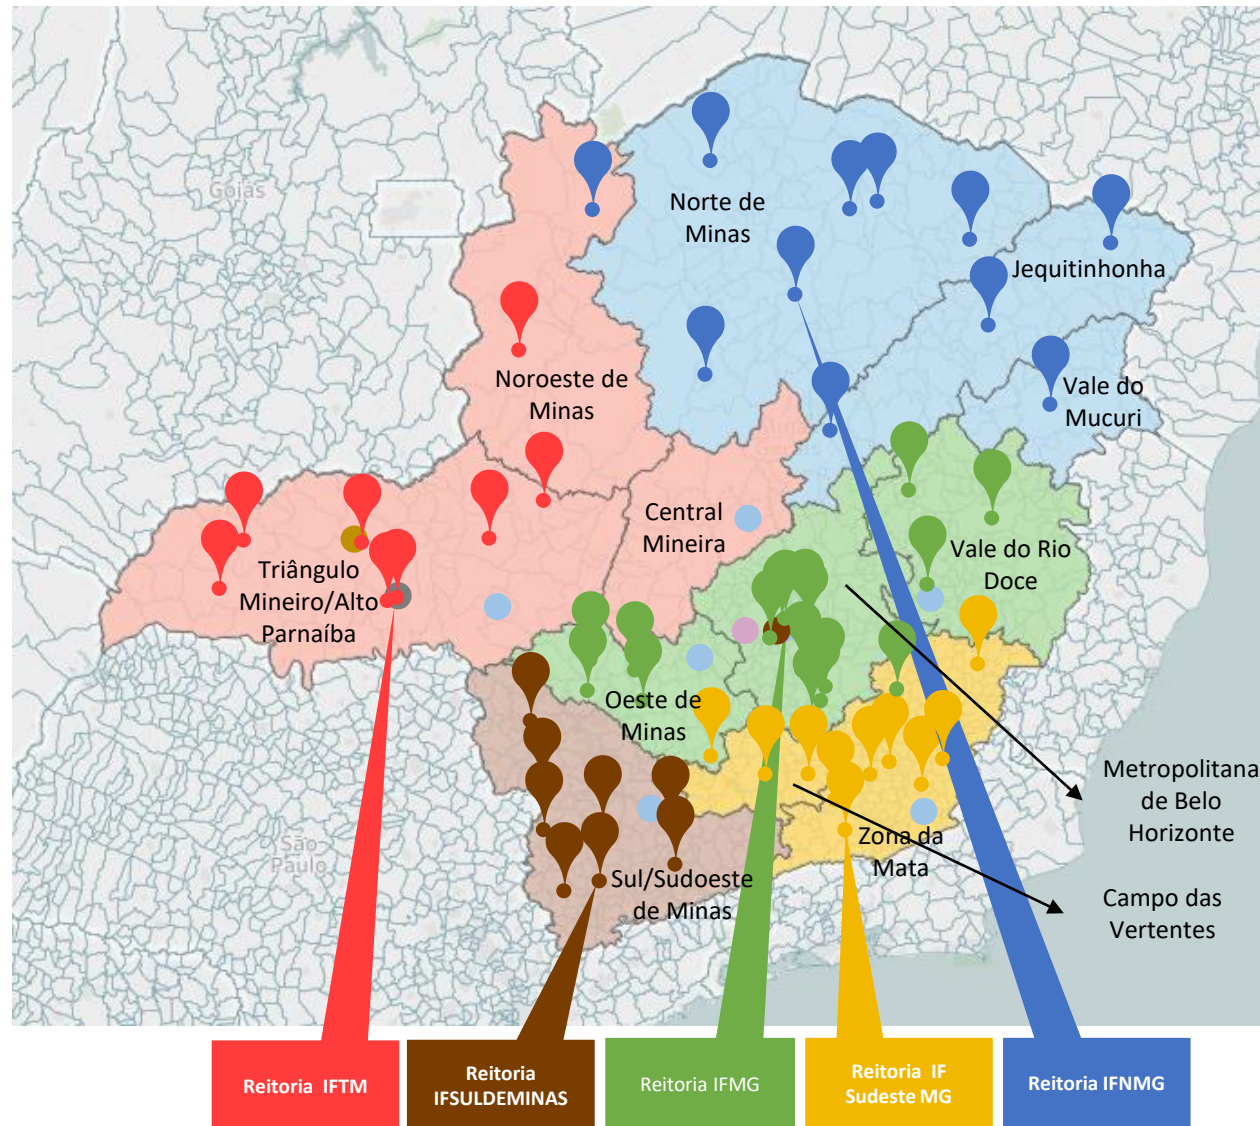 Goiás
Norte de
Minas
Jequitinhonha
Noroeste de
Minas
Vale do
Mucuri
Central
Mineira
Vale do Rio
Doce
Triângulo
Mineiro/Alto
Parnaíba
Oeste de
Minas
Metropolitana
de Belo
Horizonte
São
Paulo
Zona da
Mata
Sul/Sudoeste
de Minas
Campo das
Vertentes
Reitoria IFTM
Reitoria
IFSULDEMINAS
Reitoria IFMG
Reitoria IF
Sudeste MG
Reitoria IFNMG